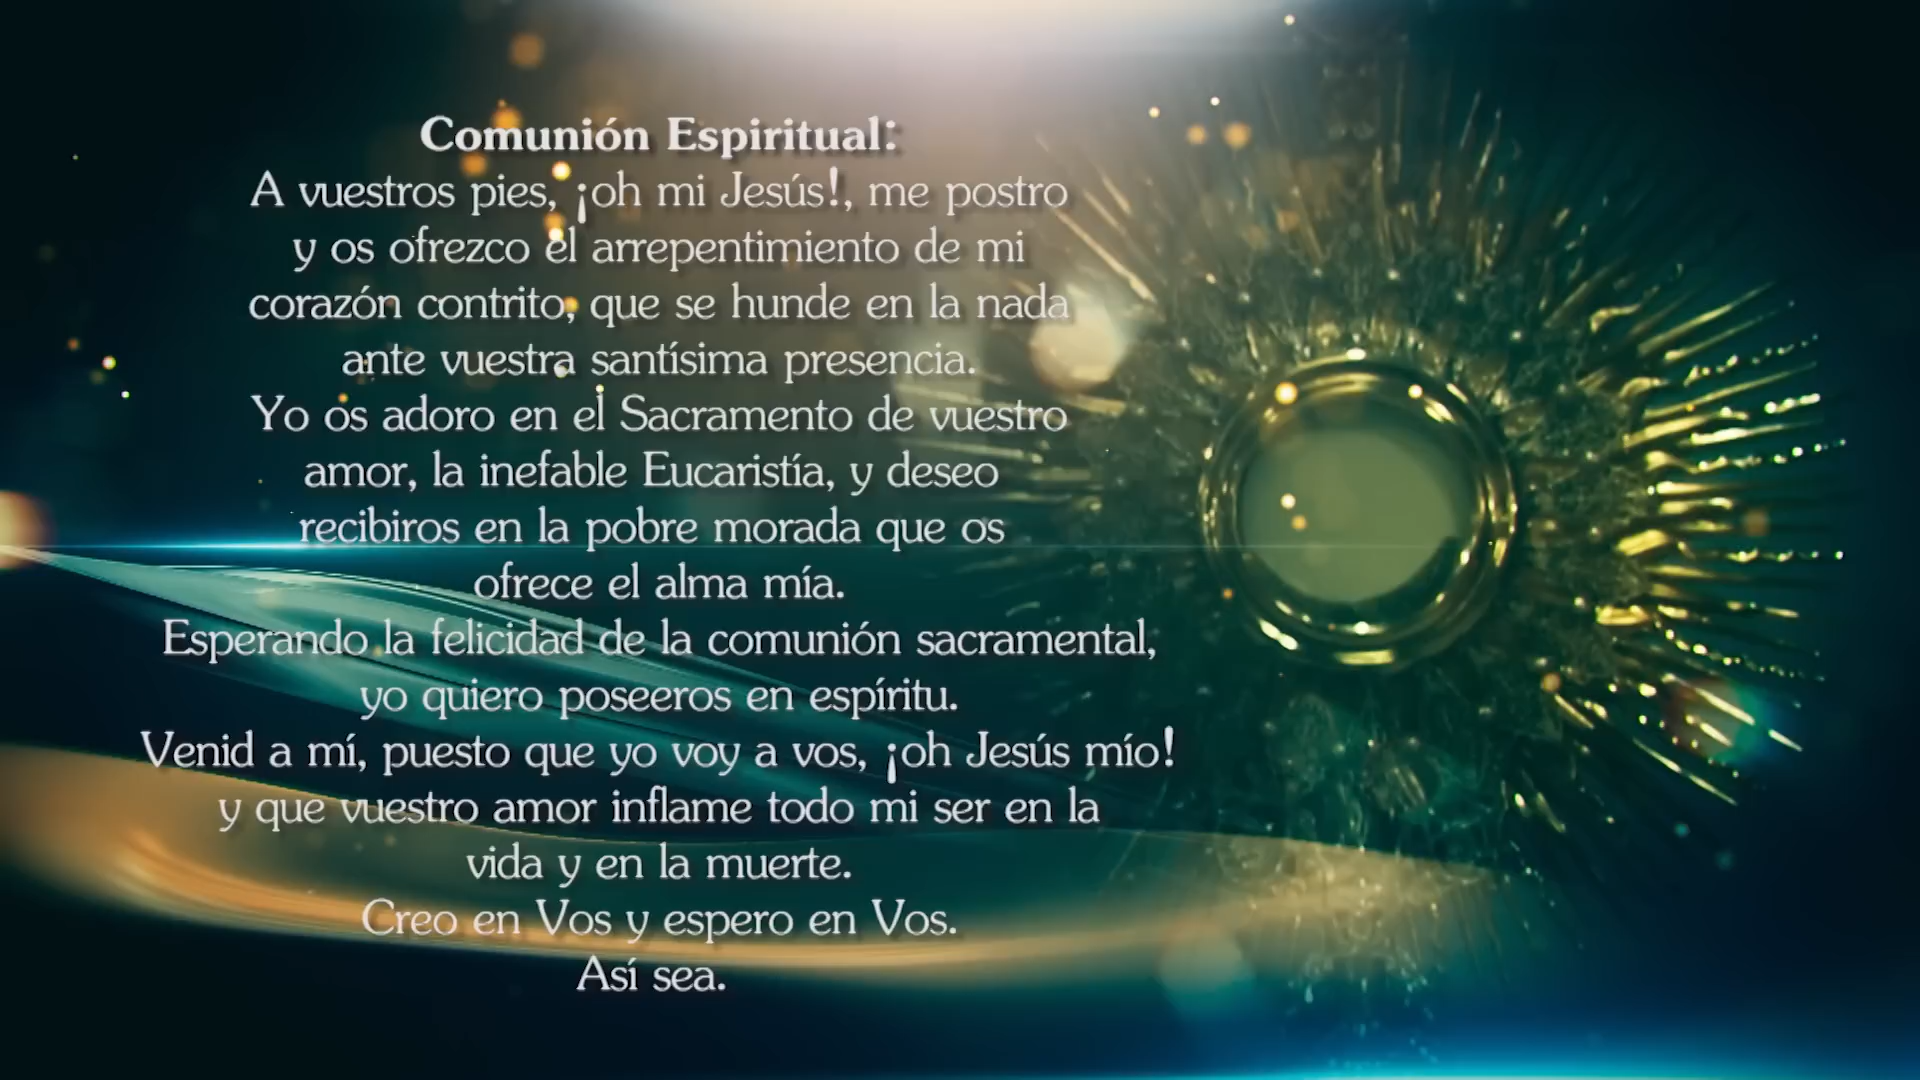 Comunión Espiritual:
A vuestros pies, ¡oh mi Jesús!, me postro
y os ofrezco el arrepentimiento de mi
corazón contrito, que se hunde en la nada
ante vuestra santísima presencia.
Yo os adoro en el Sacramento de vuestro
amor, la inefable Eucaristía, y deseo
recibiros en la pobre morada que os
ofrece el alma mía.
Esperando la felicidad de la comunión sacramental,
yo quiero poseeros en espíritu.
Venid a mí, puesto que yo voy a vos, ¡oh Jesús mío!
y que vuestro amor inflame todo mi ser en la
vida y en la muerte.
Creo en Vos y espero en Vos.
Así sea.